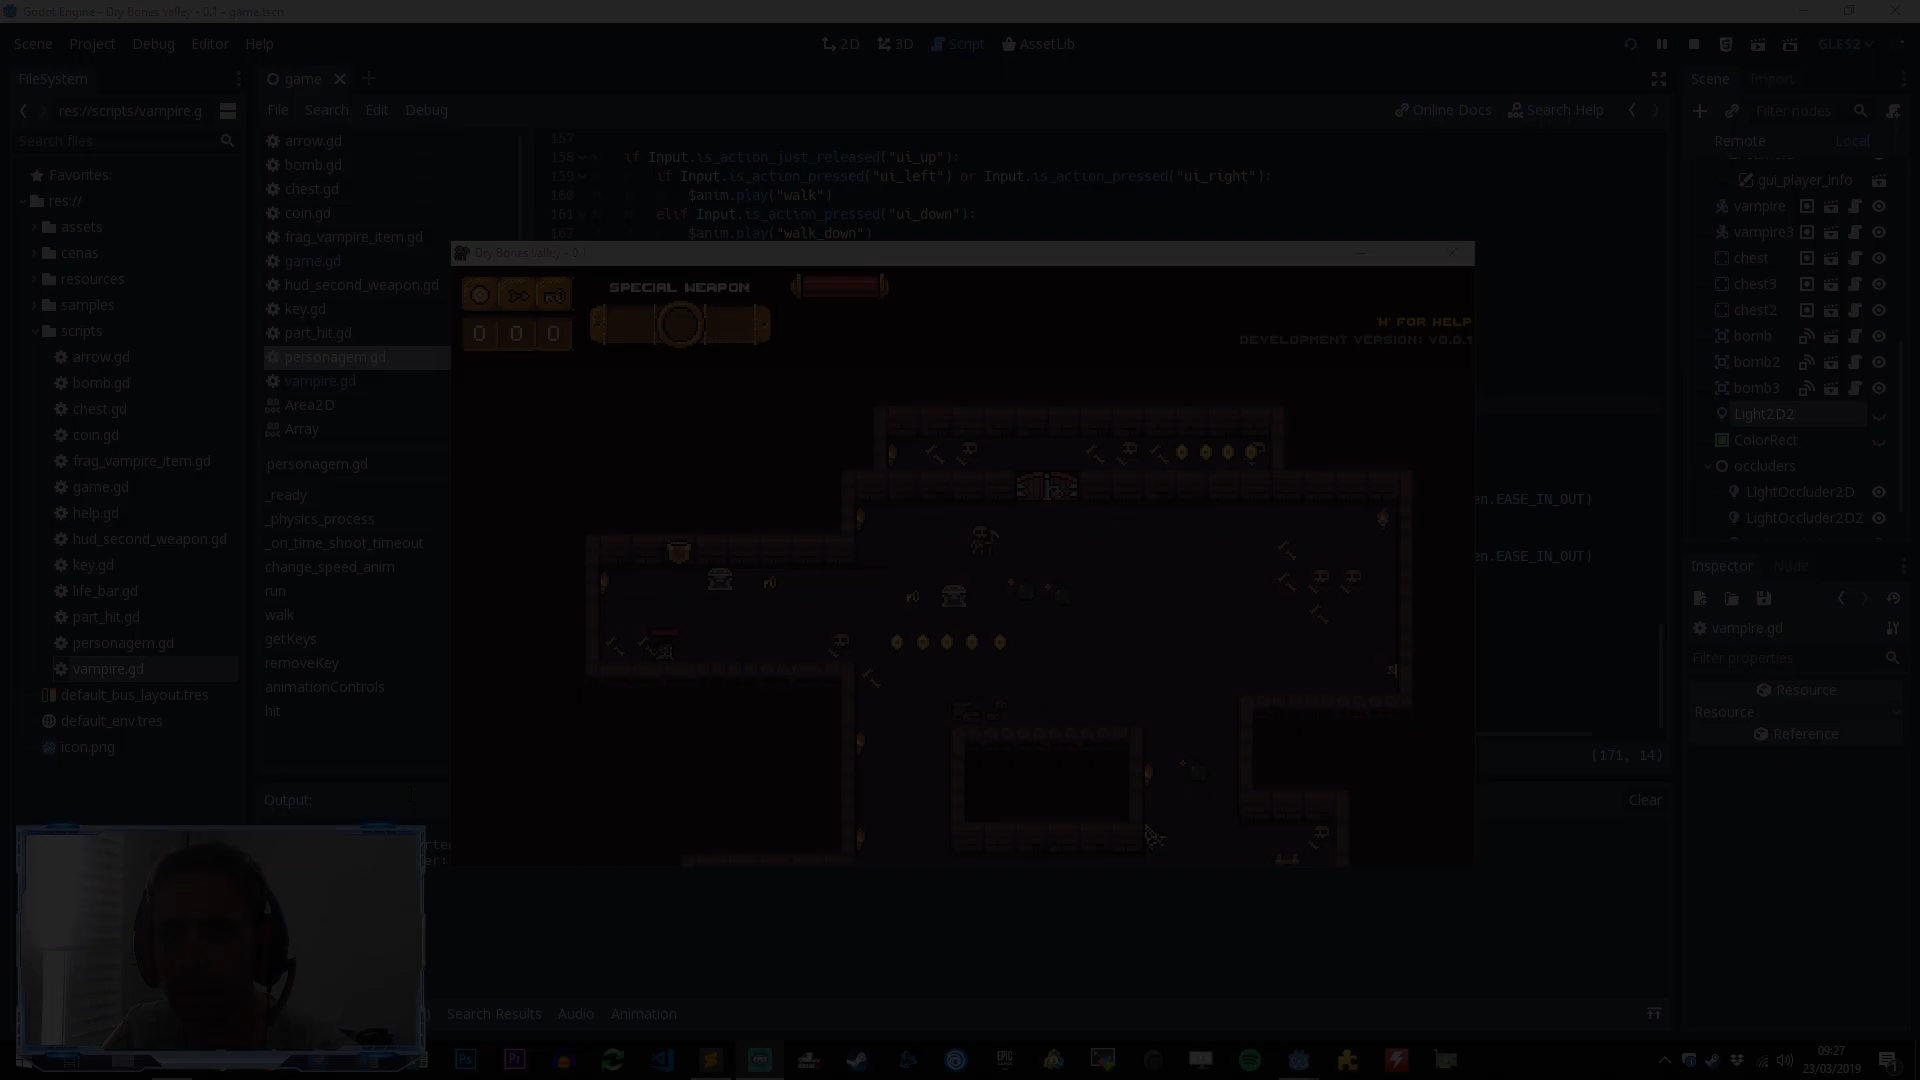 Godot Engine - Dry Bones Valley - 0.1 - game.tscn
Scene Project Debug Editor Help
2D 3D Script AssetLib
GLES2
FileSystem
game
Scene Import
res://scripts/vampire.g
File Search Edit Debug
Online Docs Search Help
Filter nodes
Search files
Remote Local
Favorites:
res://
assets
cenas
resources
samples
scripts
arrow.gd
bomb.gd
chest.gd
coin.gd
frag_vampire_item.gd
game.gd
help.gd
hud_second_weapon.gd
key.gd
life_bar.gd
part_hit.gd
personagem.gd
vampire.gd
default_bus_layout.tres
default_env.tres
icon.png
arrow.gd
bomb.gd
chest.gd
coin.gd
frag_vampire_item.gd
game.gd
hud_second_weapon.gd
key.gd
part_hit.gd
personagem.gd
vampire.gd
Area2D
Array
personagem.gd
_ready
_physics_process
_on_time_shoot_timeout
change_speed_anim
run
walk
getKeys
removeKey
animationControls
hit
157
158 if Input.is_action_just_released("ui_up"):
159 if Input.is_action_pressed("ui_left") or Input.is_action_pressed("ui_right"):
160 $anim.play("walk")
161 elif Input.is_action_pressed("ui_down"):
162 $anim.play("walk_down")
Dry Bones Valley - 0.1
SPECIAL WEAPON
0 0 0
'H' FOR HELP
DEVELOPMENT VERSION: V0.0.1
en.EASE_IN_OUT)
en.EASE_IN_OUT)
(171, 14)
Output:
Clear
Search Results Audio Animation
gui_player_info
vampire
vampire3
chest
chest3
chest2
bomb
bomb2
bomb3
Light2D2
ColorRect
occluders
LightOccluder2D
LightOccluder2D2
Inspector Node
vampire.gd
Filter properties
Resource
Resource
Reference
Ps
Pr
EPIC
09:27
23/03/2019